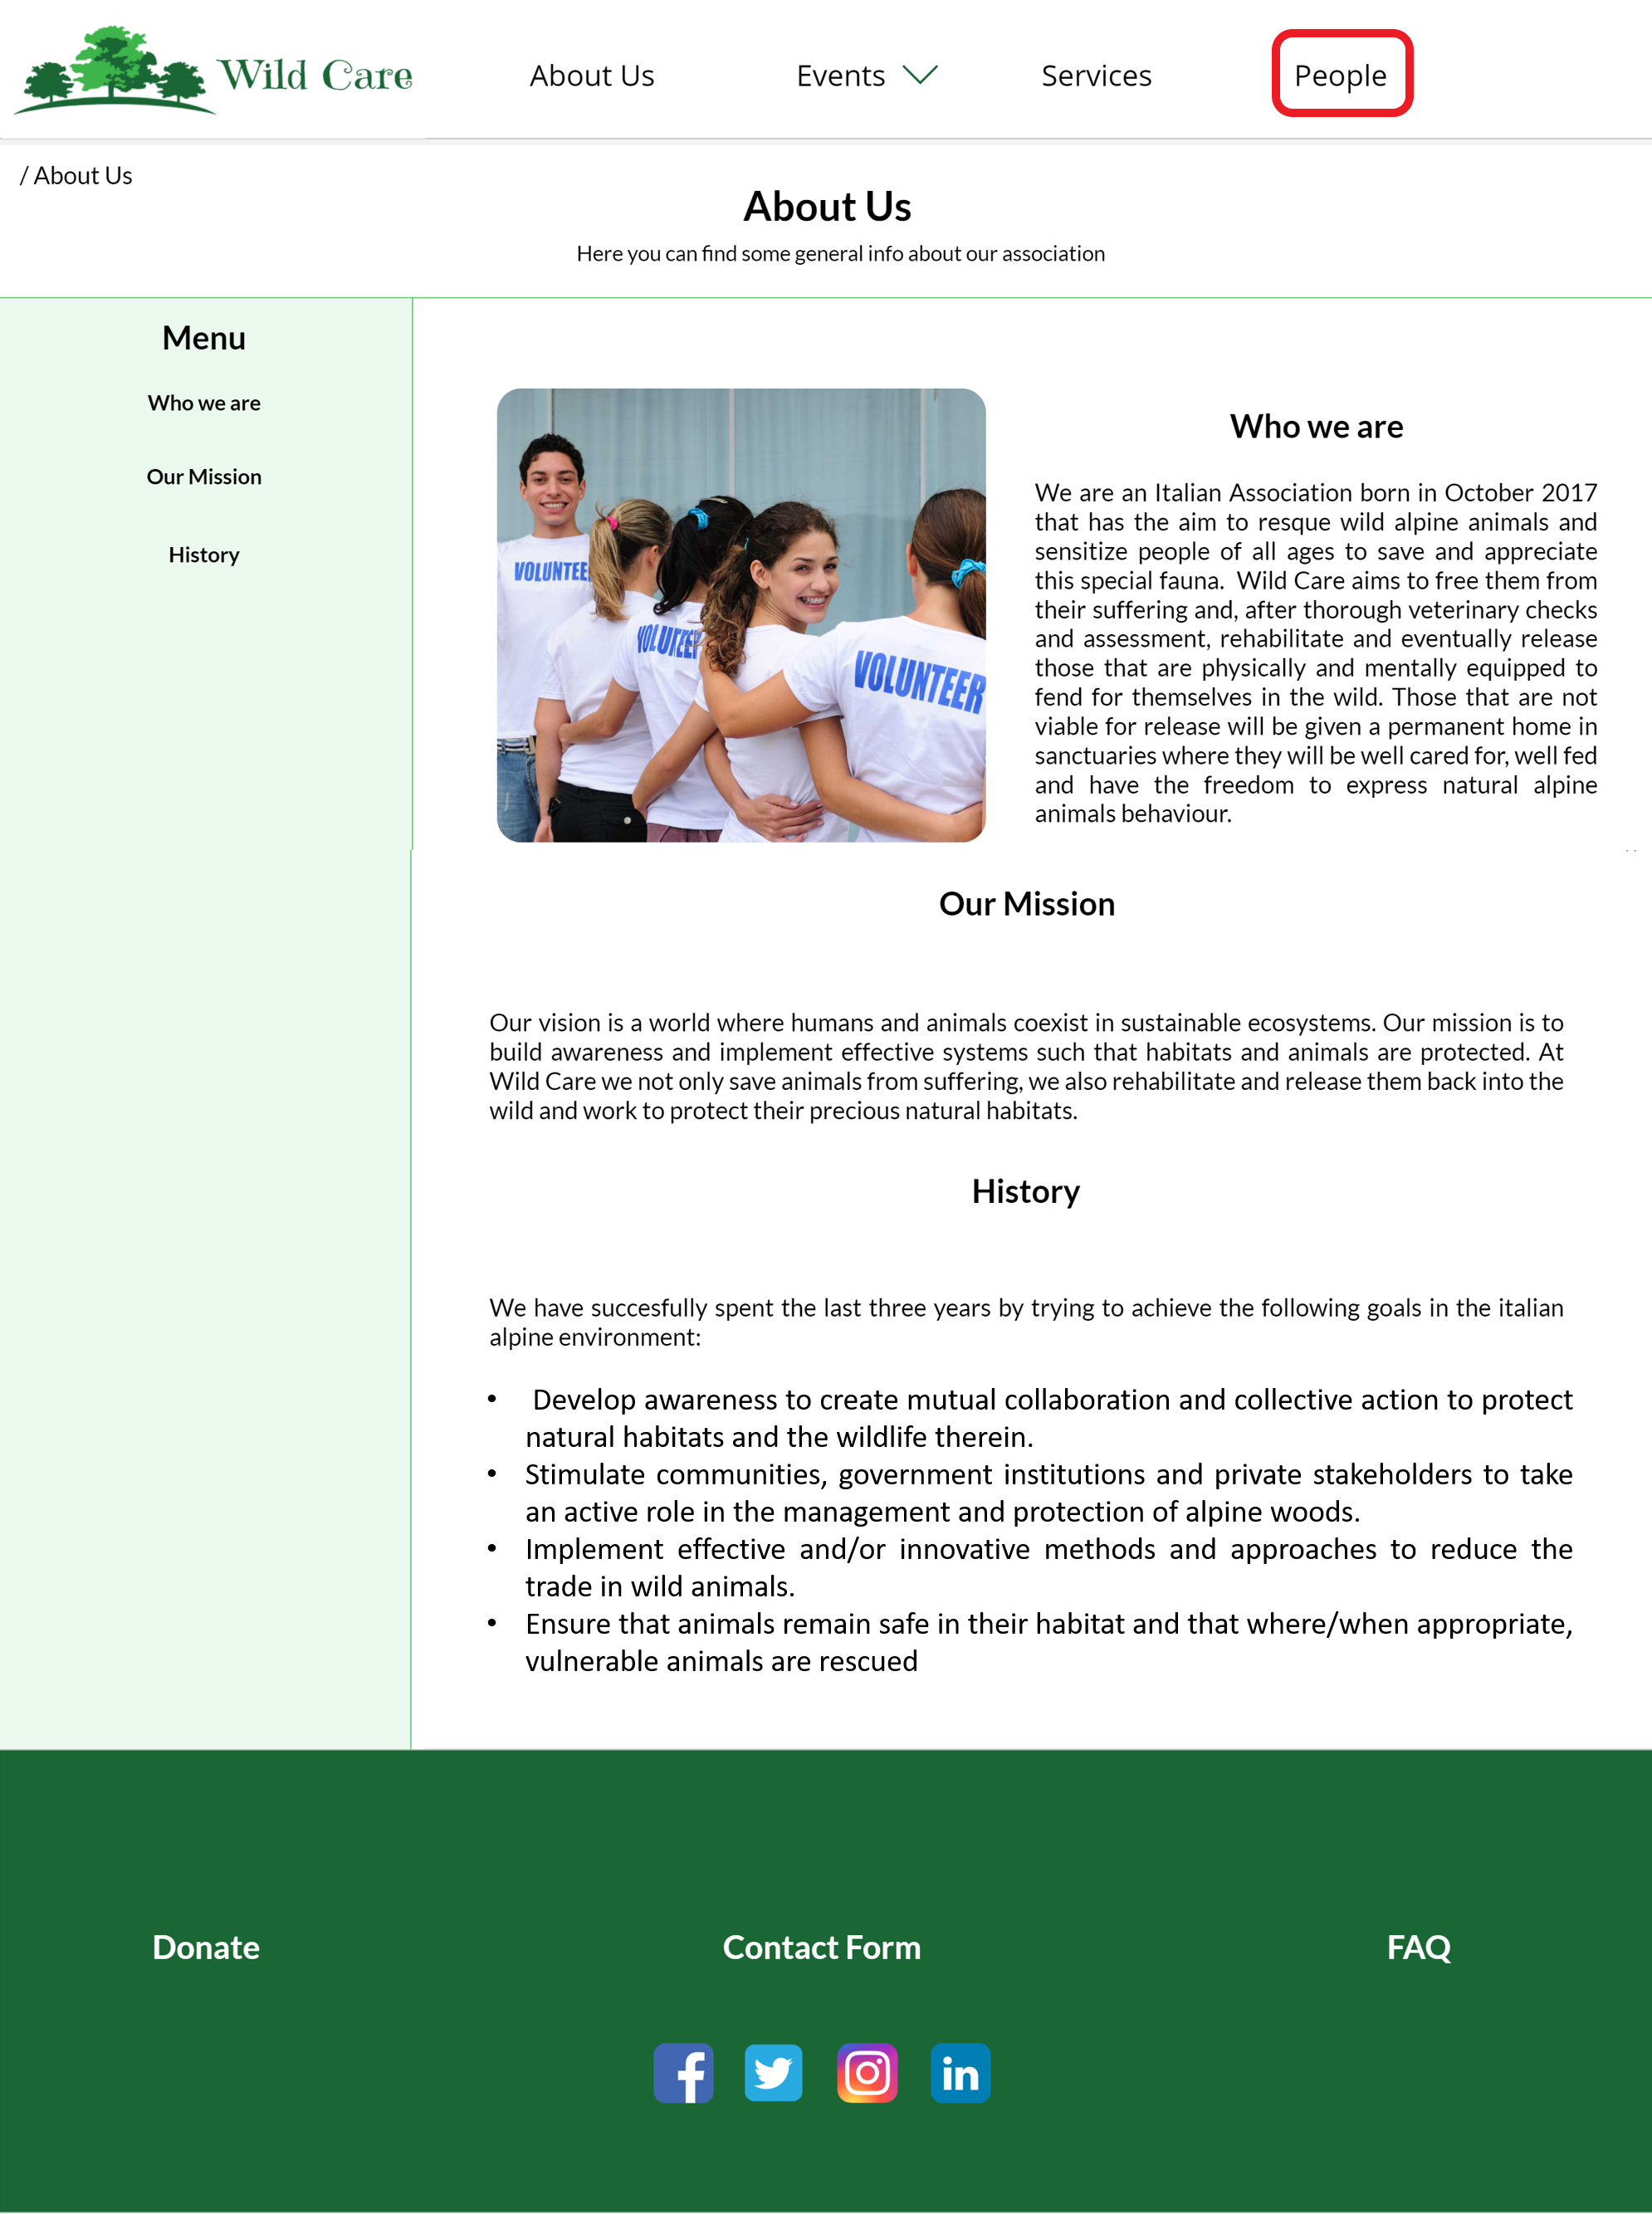 Wild Care
About Us
Events
Services
People
/ About Us
About Us
Here you can find some general info about our association
Menu
Who we are
Our Mission
History
VOLUNTEE
VOLUTEER
VOLUNTEER
Who we are
We are an Italian Association born in October 2017
that has the aim to resque wild alpine animals and
sensitize people of all ages to save and appreciate
this special fauna. Wild Care aims to free them from
their suffering and, after thorough veterinary checks
and assessment, rehabilitate and eventually release
those that are physically and mentally equipped to
fend for themselves in the wild. Those that are not
viable for release will be given a permanent home in
sanctuaries where they will be well cared for, well fed
and have the freedom to express natural alpine
animals behaviour.
Our Mission
Our vision is a world where humans and animals coexist in sustainable ecosystems. Our mission is to
build awareness and implement effective systems such that habitats and animals are protected. At
Wild Care we not only save animals from suffering, we also rehabilitate and release them back into the
wild and work to protect their precious natural habitats.
History
We have succesfully spent the last three years by trying to achieve the following goals in the italian
alpine environment:
• Develop awareness to create mutual collaboration and collective action to protect
natural habitats and the wildlife therein.
• Stimulate communities, government institutions and private stakeholders to take
an active role in the management and protection of alpine woods.
• Implement effective and/or innovative methods and approaches to reduce the
trade in wild animals.
• Ensure that animals remain safe in their habitat and that where/when appropriate,
vulnerable animals are rescued
Donate
Contact Form
FAQ
f
in